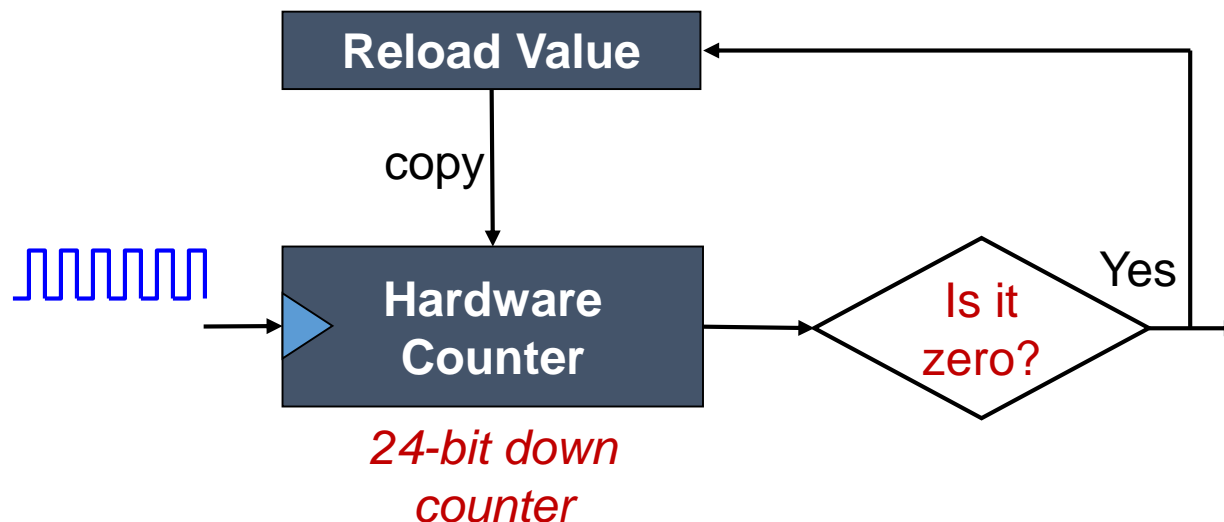 Reload Value
copy
Hardware
Counter
Is it
zero?
Yes
24-bit down
counter